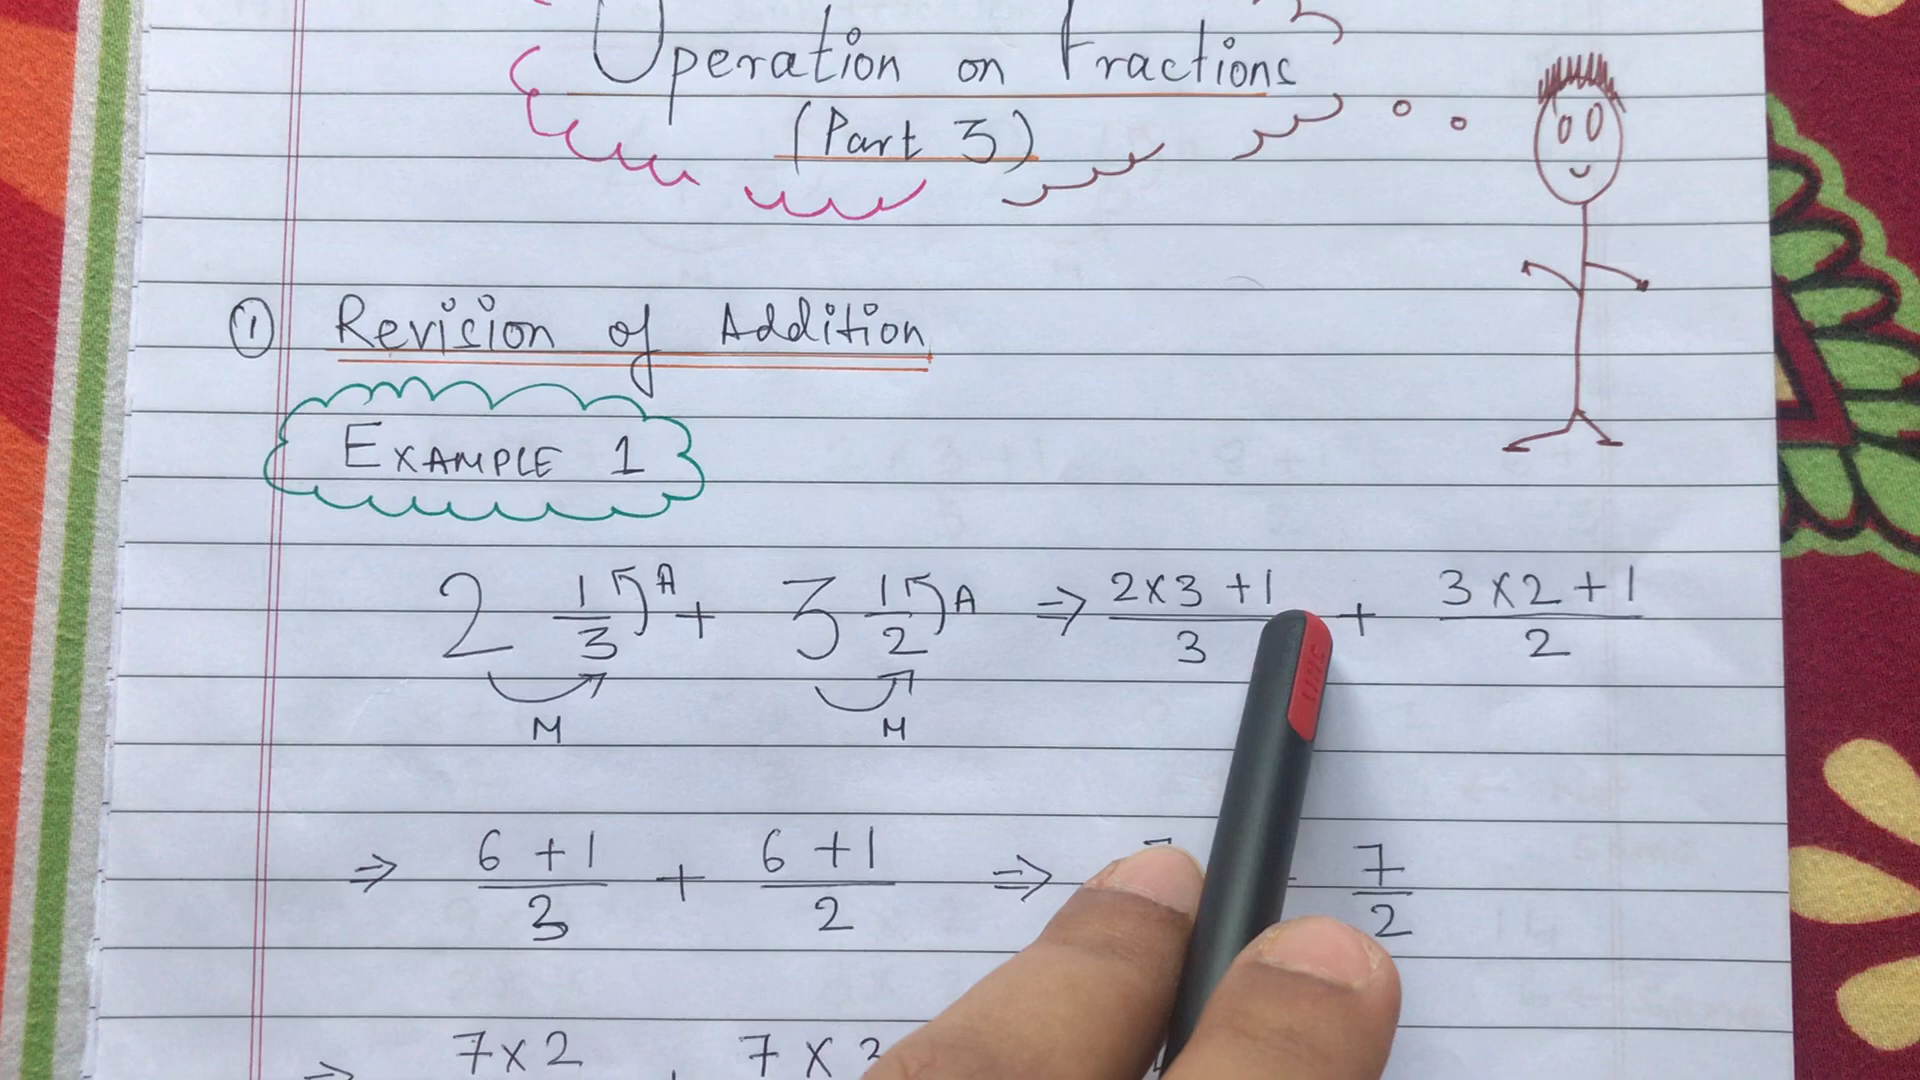 Operation on Fractions
(Part 3)
① Revision of Addition
EXAMPLE 1
2 1/3 A + 3 1/2 A ⇒ 2×3+1/3 + 3×2+1/2
M M
⇒ 6+1/3 + 6+1/2 ⇒ 7/2
⇒ 7×2 7×